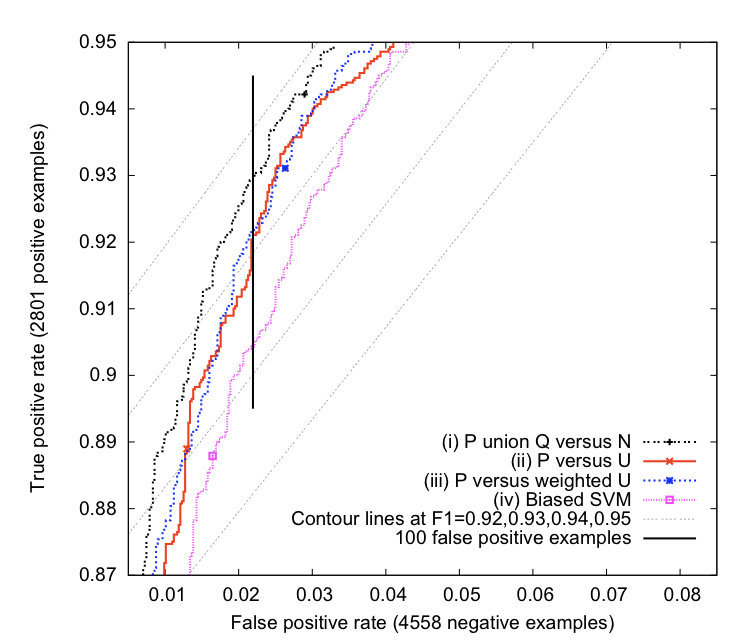 0.95
0.94
0.93
0.92
0.91
0.9
0.89
0.88
0.87
True positive rate (2801 positive examples)
(i) P union Q versus N
(ii) P versus U
(iii) P versus weighted U
(iv) Biased SVM
Contour lines at F1=0.92,0.93,0.94,0.95
100 false positive examples
0.01 0.02 0.03 0.04 0.05 0.06 0.07 0.08
False positive rate (4558 negative examples)